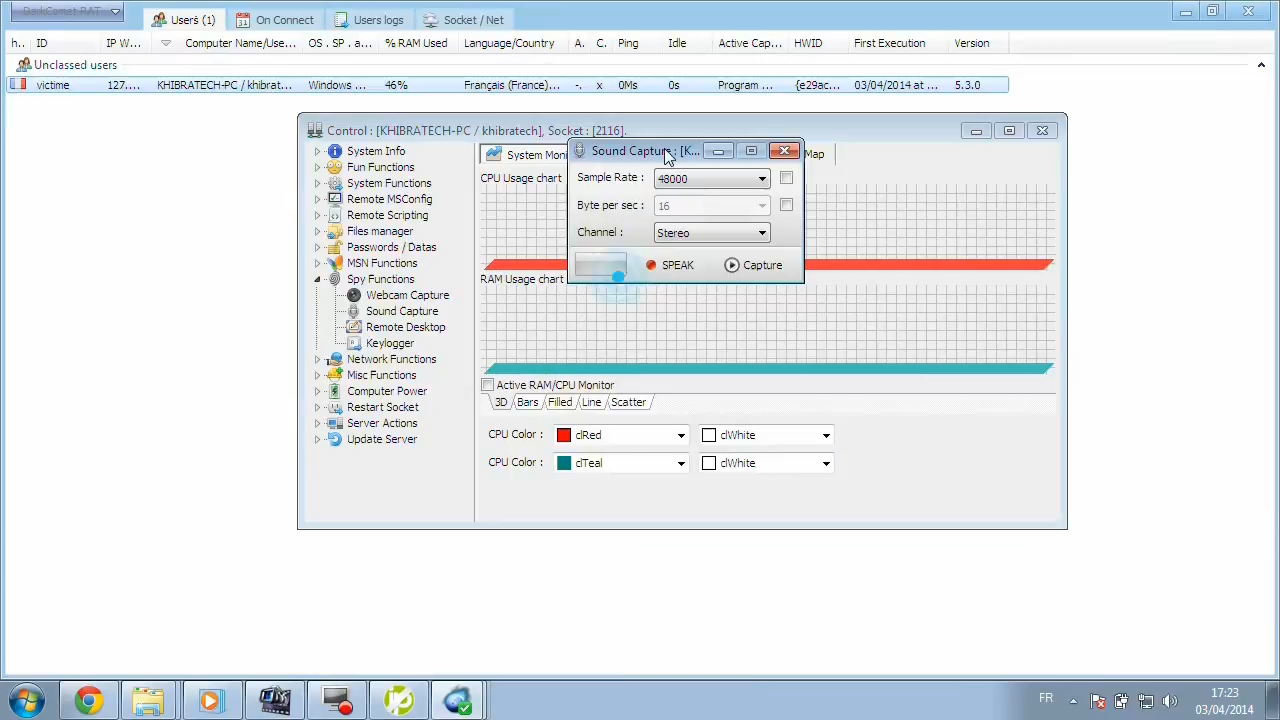 DarkComet RAT
Users (1)
On Connect
Users logs
Socket / Net
h...
ID
IP W...
Computer Name/Use...
OS . SP . a...
% RAM Used
Language/Country
A.
C.
Ping
Idle
Active Cap...
HWID
First Execution
Version
Unclassed users
victime
127....
KHIBRATECH-PC / khibrat...
Windows ...
46%
Français (France)...
-.
x
0Ms
0s
Program ...
{e29ac...
03/04/2014 at ...
5.3.0
Control : [KHIBRATECH-PC / khibratech], Socket : [2116].
System Info
Fun Functions
System Functions
Remote MSConfig
Remote Scripting
Files manager
Passwords / Datas
MSN Functions
Spy Functions
Webcam Capture
Sound Capture
Remote Desktop
Keylogger
Network Functions
Misc Functions
Computer Power
Restart Socket
Server Actions
Update Server
System Moni
Map
CPU Usage chart
RAM Usage chart
Sound Capture : [K...
Sample Rate :
48000
Byte per sec :
16
Channel :
Stereo
SPEAK
Capture
Active RAM/CPU Monitor
3D
Bars
Filled
Line
Scatter
CPU Color :
clRed
clWhite
CPU Color :
clTeal
clWhite
FR
17:23
03/04/2014